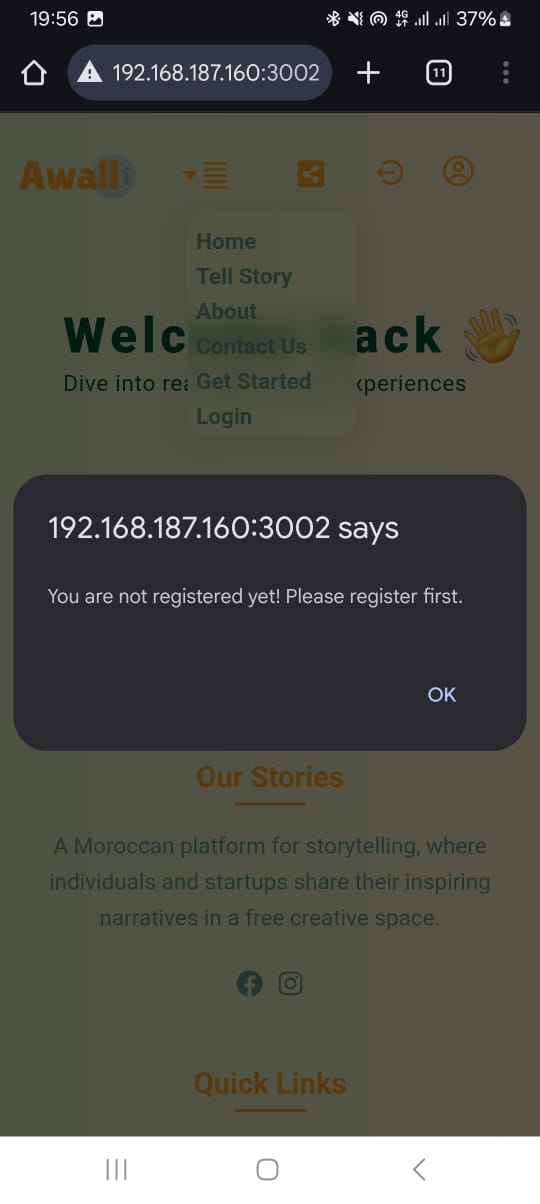 19:56
4G
37%
192.168.187.160:3002
11
Awall
Home
Tell Story
About
Contact Us
Get Started
Login
Welc ack 👋
Dive into rea xperiences
192.168.187.160:3002 says
You are not registered yet! Please register first.
OK
Our Stories
A Moroccan platform for storytelling, where
individuals and startups share their inspiring
narratives in a free creative space.
Quick Links